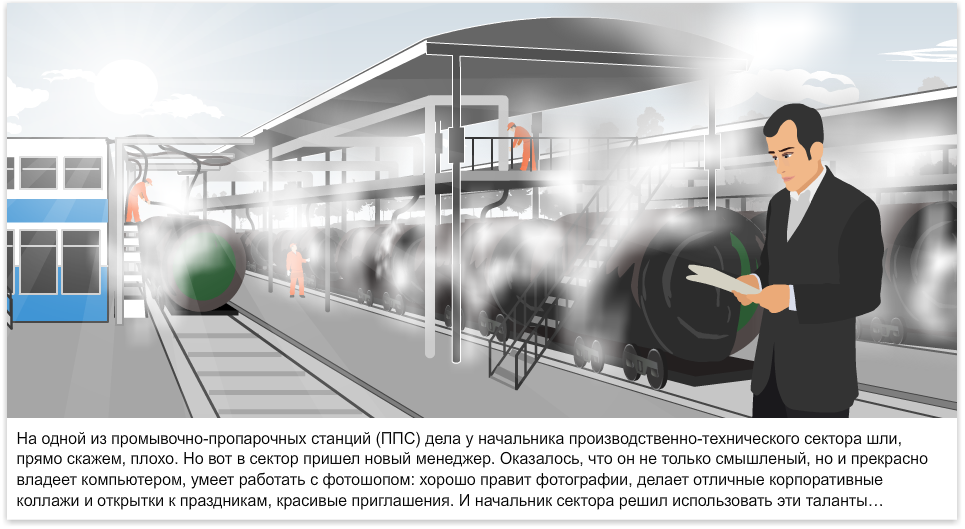 На одной из промывочно-пропарочных станций (ППС) дела у начальника производственно-технического сектора шли,
прямо скажем, плохо. Но вот в сектор пришел новый менеджер. Оказалось, что он не только смышленый, но и прекрасно
владеет компьютером, умеет работать с фотошопом: хорошо правит фотографии, делает отличные корпоративные
коллажи и открытки к праздникам, красивые приглашения. И начальник сектора решил использовать эти таланты…